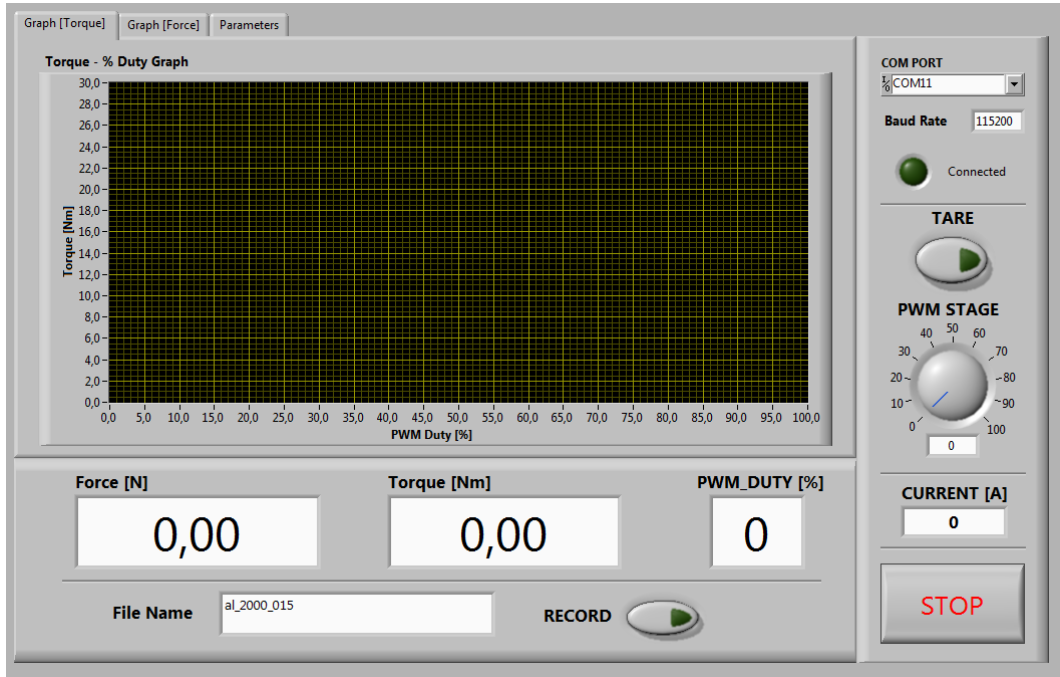 Graph [Torque] Graph [Force] Parameters
Torque - % Duty Graph
30,0
28,0
26,0
24,0
22,0
20,0
18,0
16,0
14,0
12,0
10,0
8,0
6,0
4,0
2,0
0,0
Torque [Nm]
0,0 5,0 10,0 15,0 20,0 25,0 30,0 35,0 40,0 45,0 50,0 55,0 60,0 65,0 70,0 75,0 80,0 85,0 90,0 95,0 100,0
PWM Duty [%]
Force [N] Torque [Nm] PWM_DUTY [%]
0,00 0,00 0
File Name al_2000_015 RECORD
COM PORT
I/O COM11
Baud Rate 115200
Connected
TARE
PWM STAGE
0 10 20 30 40 50 60 70 80 90 100
0
CURRENT [A]
0
STOP